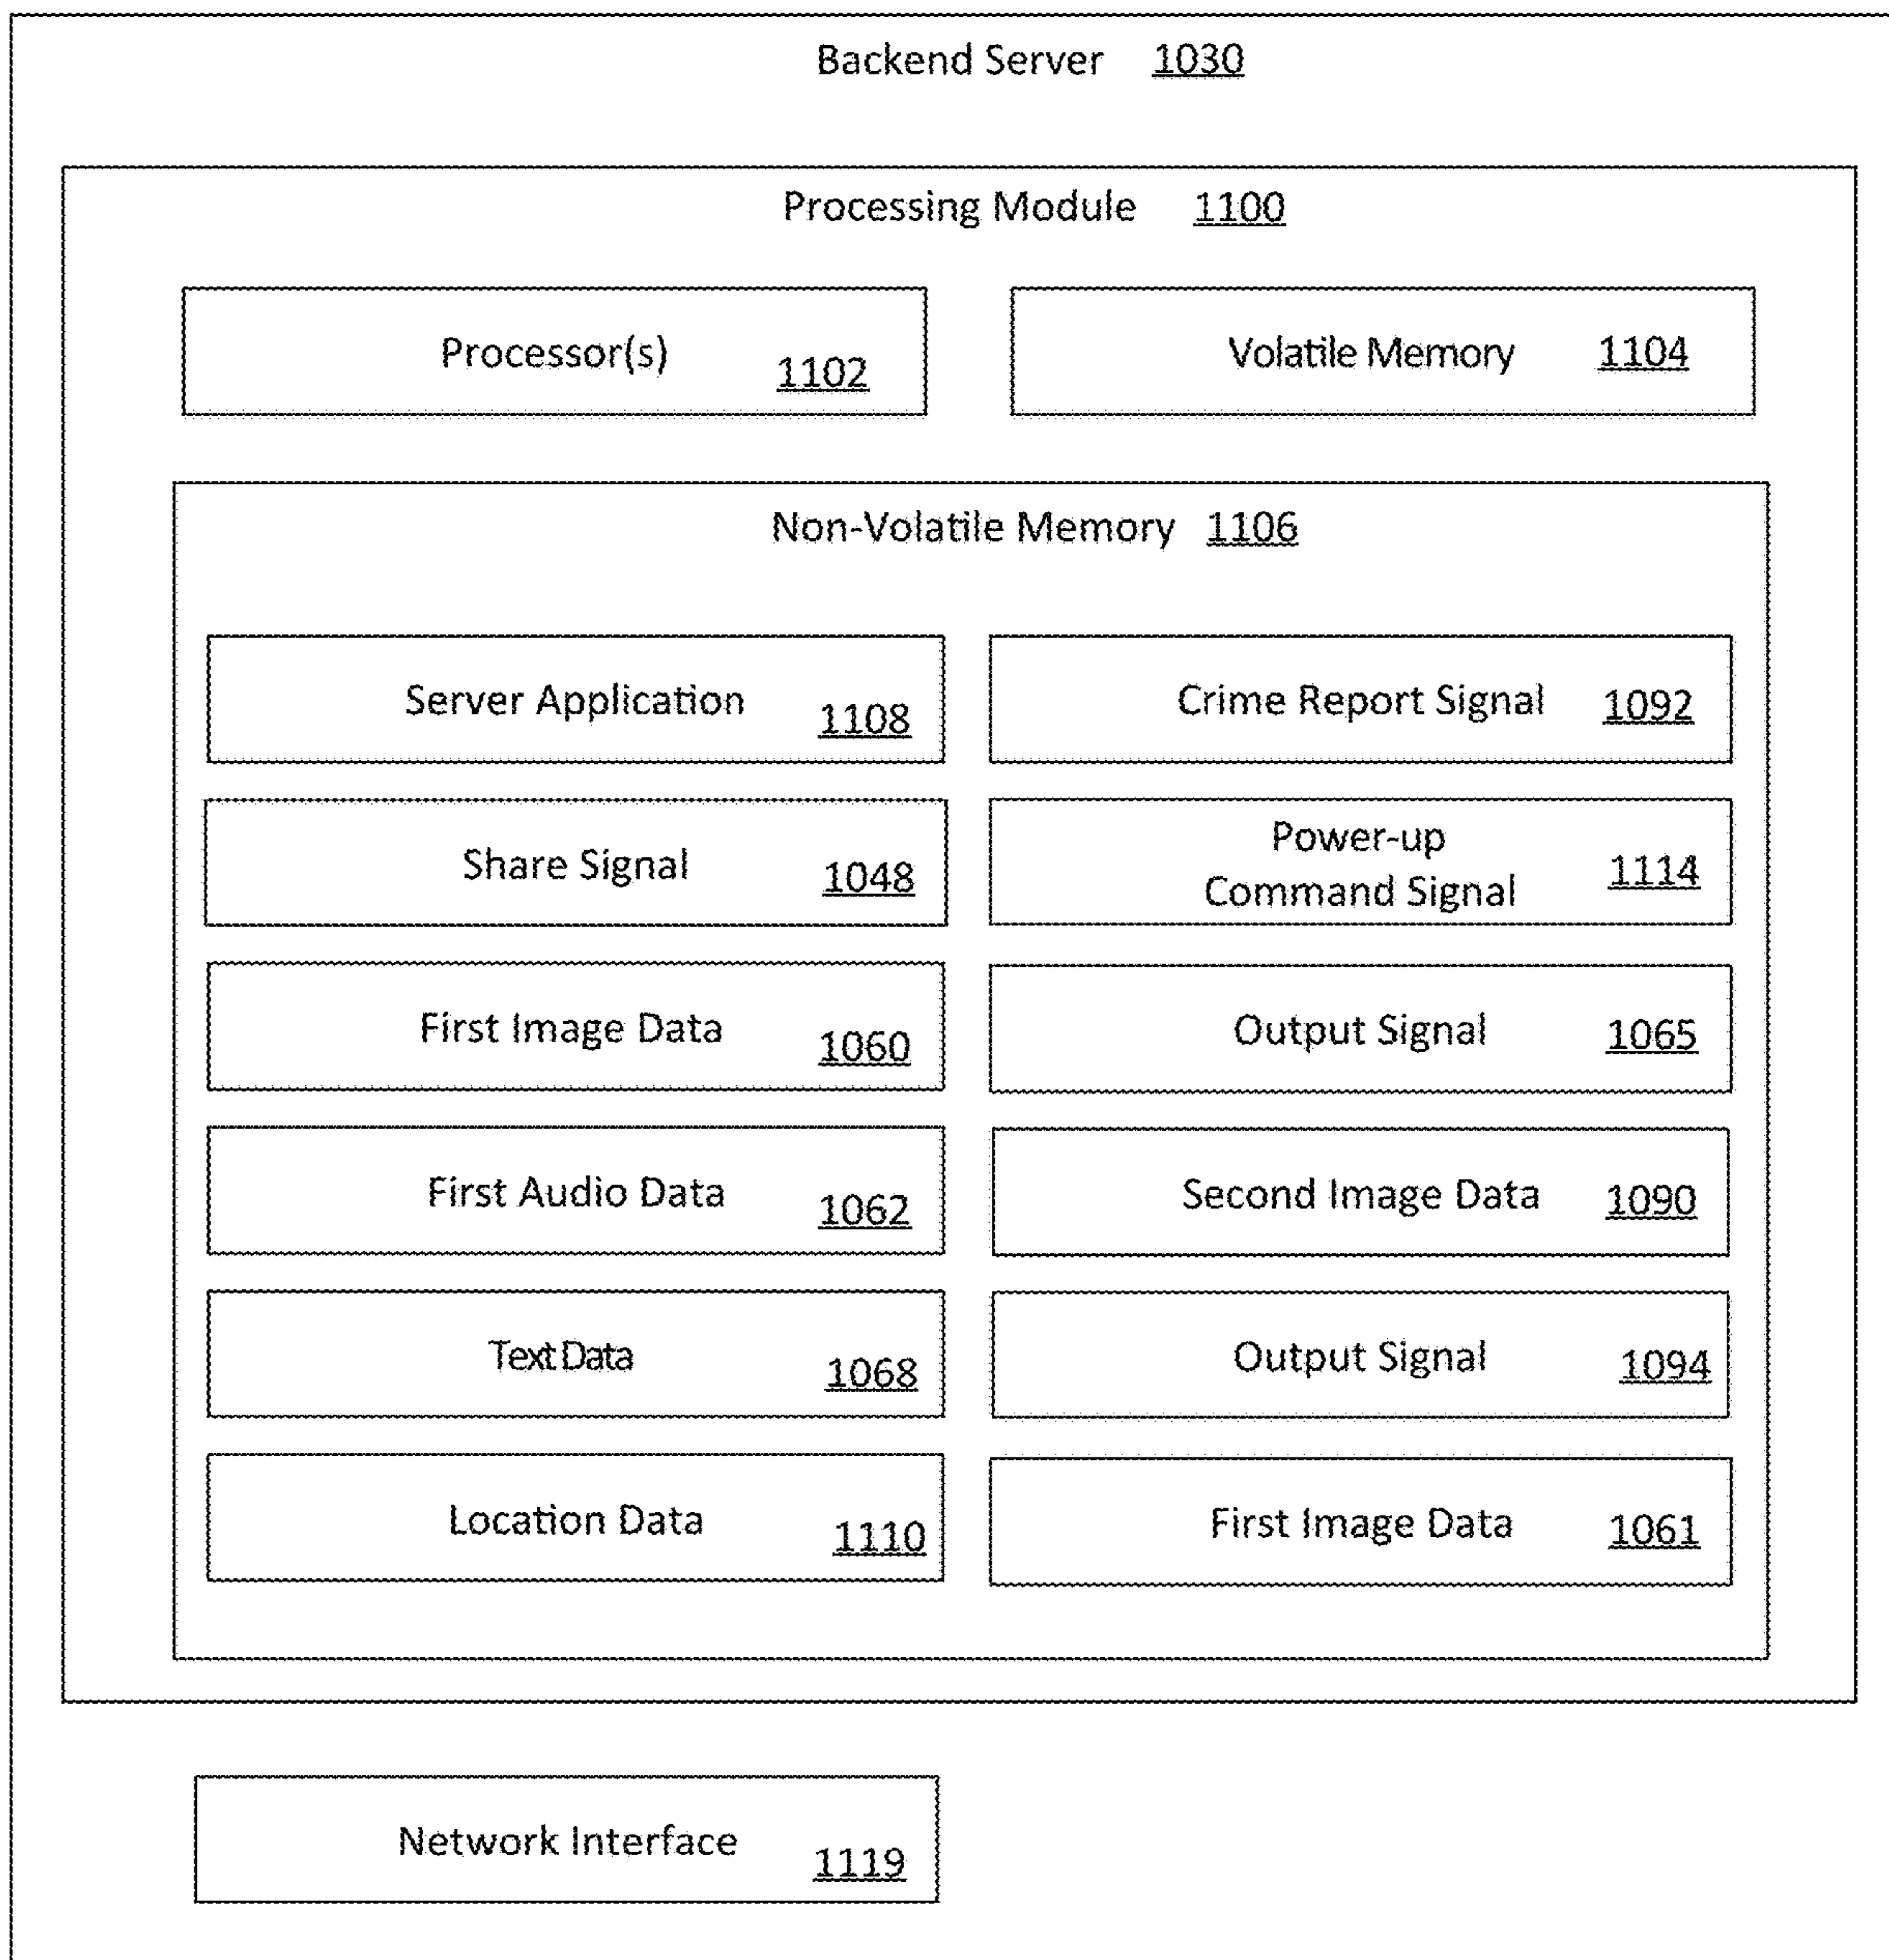 Backend Server 1030
Processing Module 1100
Processor(s) 1102
Volatile Memory 1104
Non-Volatile Memory 1106
Server Application 1108
Crime Report Signal 1092
Share Signal 1048
Power-up
Command Signal 1114
First Image Data 1060
Output Signal 1065
First Audio Data 1062
Second Image Data 1090
Text Data 1068
Output Signal 1094
Location Data 1110
First Image Data 1061
Network Interface 1119